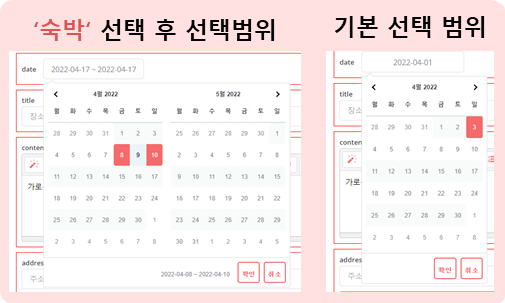 ‘숙박‘ 선택 후 선택범위
date 2022-04-17 ~ 2022-04-17
4월 2022 5월 2022
월 화 수 목 금 토 일 월 화 수 목 금 토 일
28 29 30 31 1 2 3 25 26 27 28 29 30 1
4 5 6 7 8 9 10 2 3 4 5 6 7 8
11 12 13 14 15 16 17 9 10 11 12 13 14 15
18 19 20 21 22 23 24 16 17 18 19 20 21 22
25 26 27 28 29 30 1 23 24 25 26 27 28 29
2 3 4 5 6 7 8 30 31 1 2 3 4 5
title
장소
conten
가로
addres
주소
2022-04-08 ~ 2022-04-10 확인 취소
기본 선택 범위
date 2022-04-01
4월 2022
월 화 수 목 금 토 일
28 29 30 31 1 2 3
4 5 6 7 8 9 10
11 12 13 14 15 16 17
18 19 20 21 22 23 24
25 26 27 28 29 30 1
2 3 4 5 6 7 8
title
장소
content
가로
address
주소
확인 취소